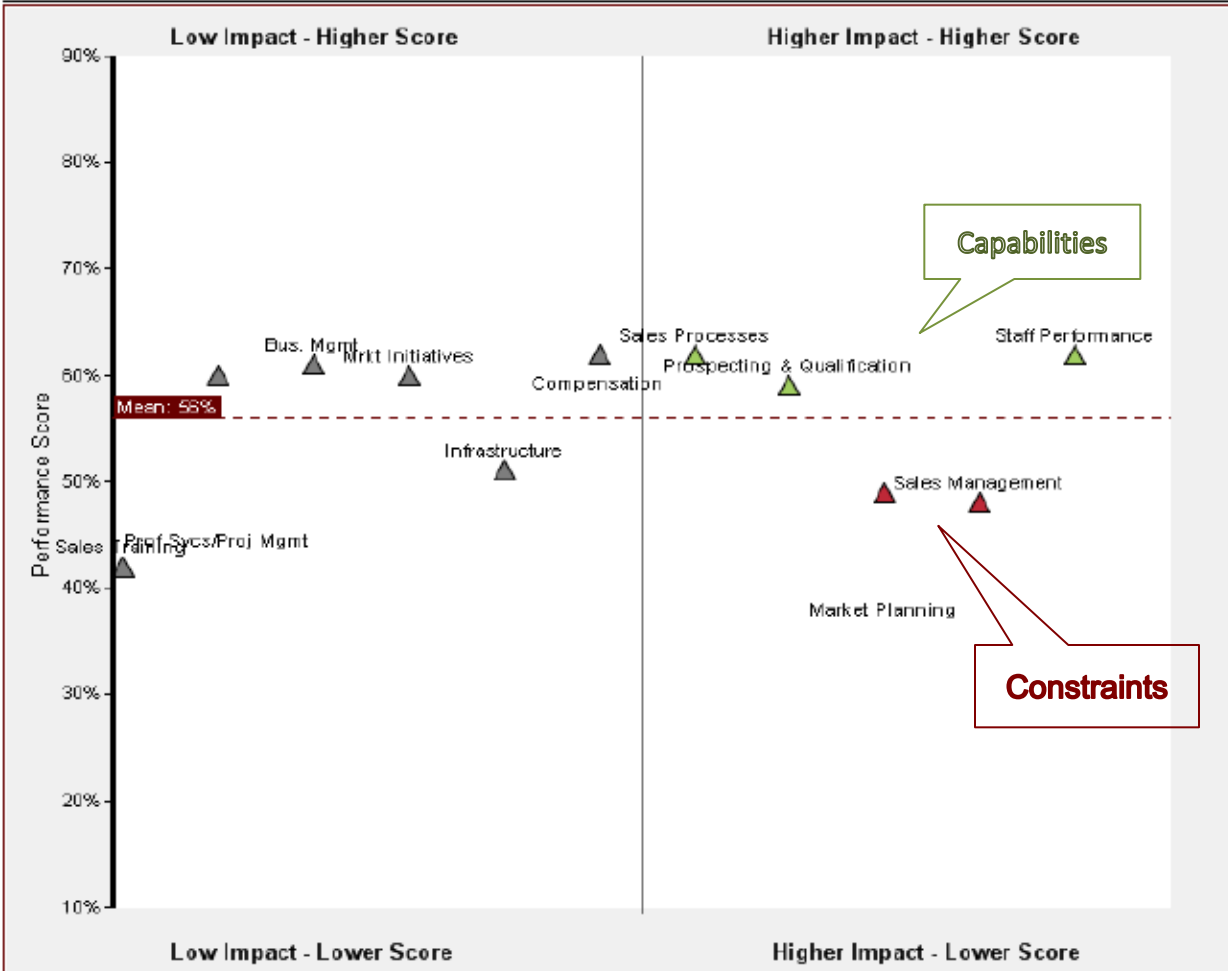 Low Impact - Higher Score
Higher Impact - Higher Score
90%
80%
Capabilities
70%
Sales Processes
Staff Performance
Bus. Mgmt
Mrkt Initiatives
Prospecting & Qualification
60%
Compensation
Mean: 56%
Performance Score
Infrastructure
50%
Sales Management
Prof Svcs/Proj Mgmt
Sales Training
40%
Market Planning
30%
Constraints
20%
10%
Low Impact - Lower Score
Higher Impact - Lower Score